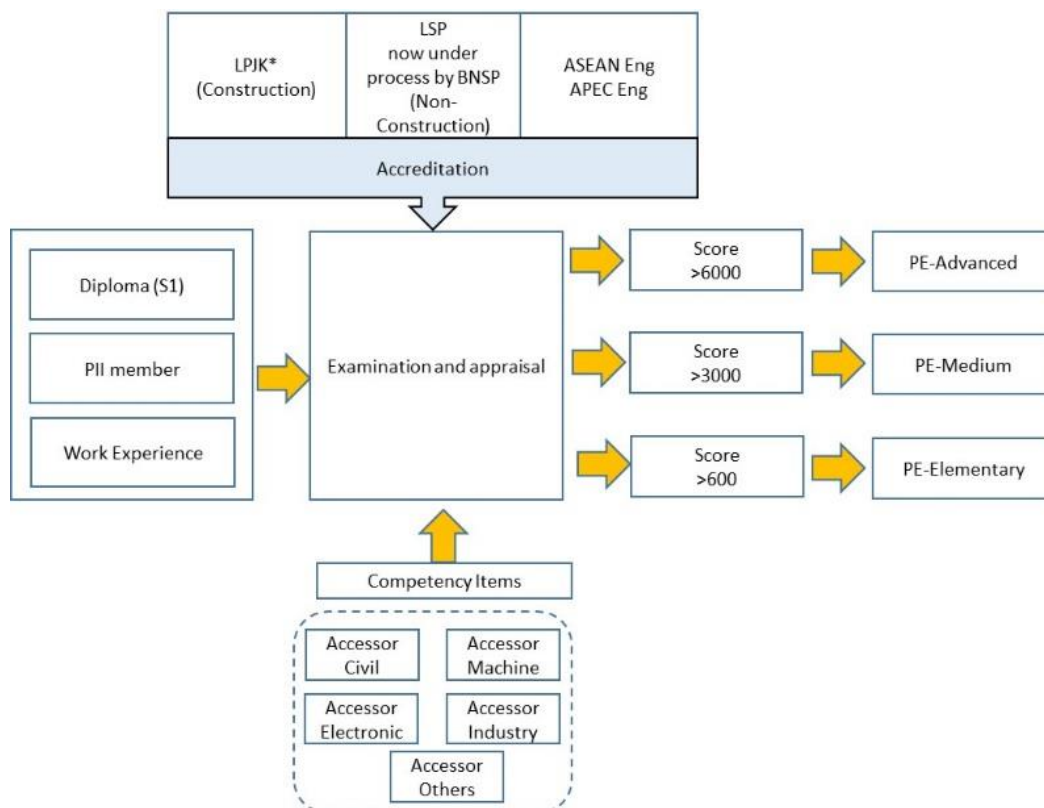 LPJK*
(Construction)
LSP
now under
process by BNSP
(Non-
Construction)
ASEAN Eng
APEC Eng
Accreditation
Diploma (S1)
PII member
Work Experience
Examination and appraisal
Score
>6000
PE-Advanced
Score
>3000
PE-Medium
Score
>600
PE-Elementary
Competency Items
Accessor
Civil
Accessor
Machine
Accessor
Electronic
Accessor
Industry
Accessor
Others